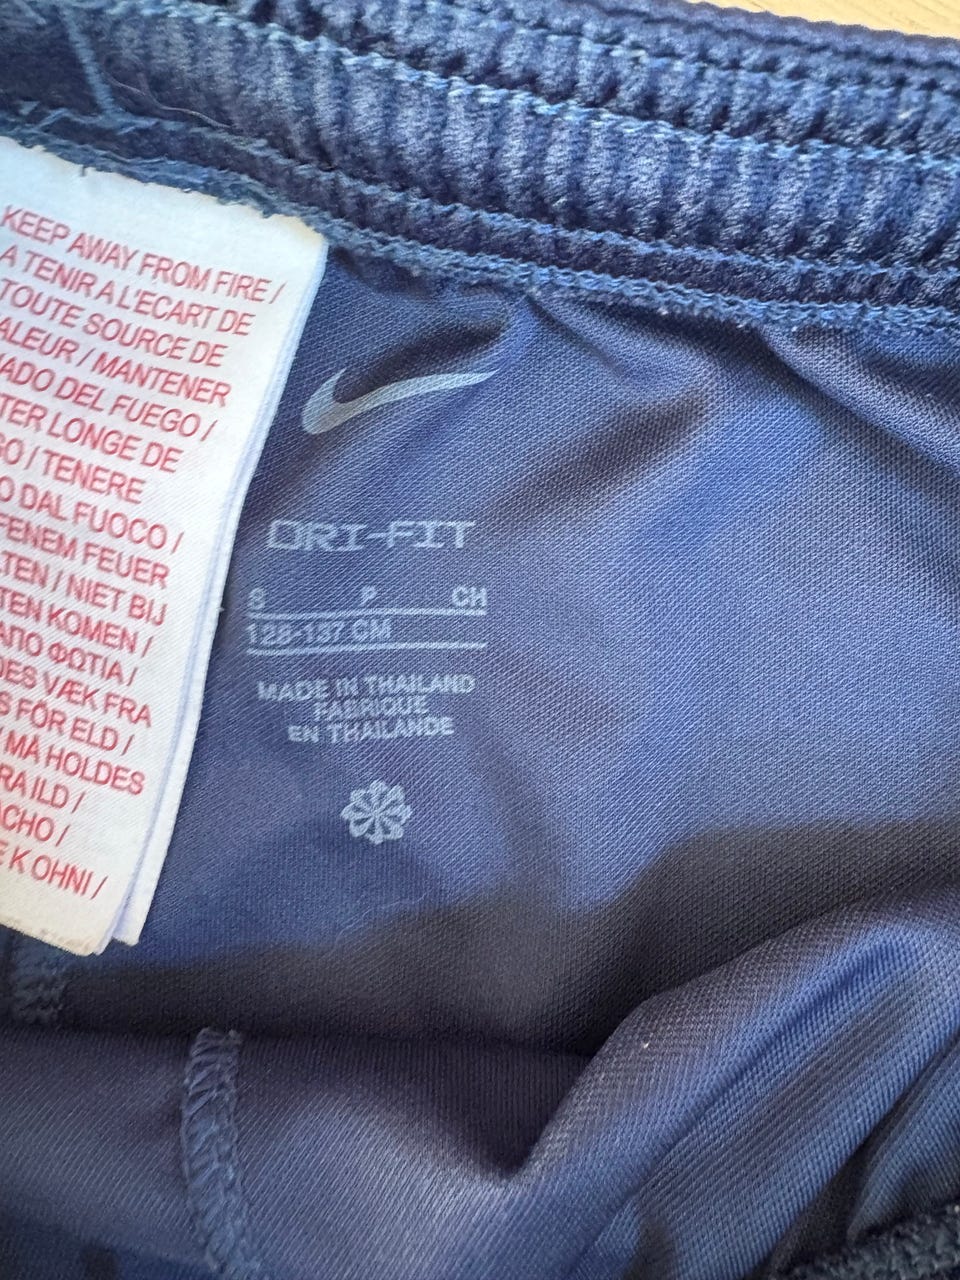 KEEP AWAY FROM FIRE /
A TENIR A L'ECART DE
TOUTE SOURCE DE
ALEUR / MANTENER
ADO DEL FUEGO /
TER LONGE DE
GO / TENERE
O DAL FUOCO /
FENEM FEUER
LTEN / NIET BIJ
TEN KOMEN /
ΑΠΟ ΦΩΤΙΑ /
DES VÆK FRA
S FÖR ELD /
MÅ HOLDES
RA ILD /
ACHO /
E K OHNI /
DRI-FIT
S P CH
128-137 CM
MADE IN THAILAND
FABRIQUE
EN THAILANDE